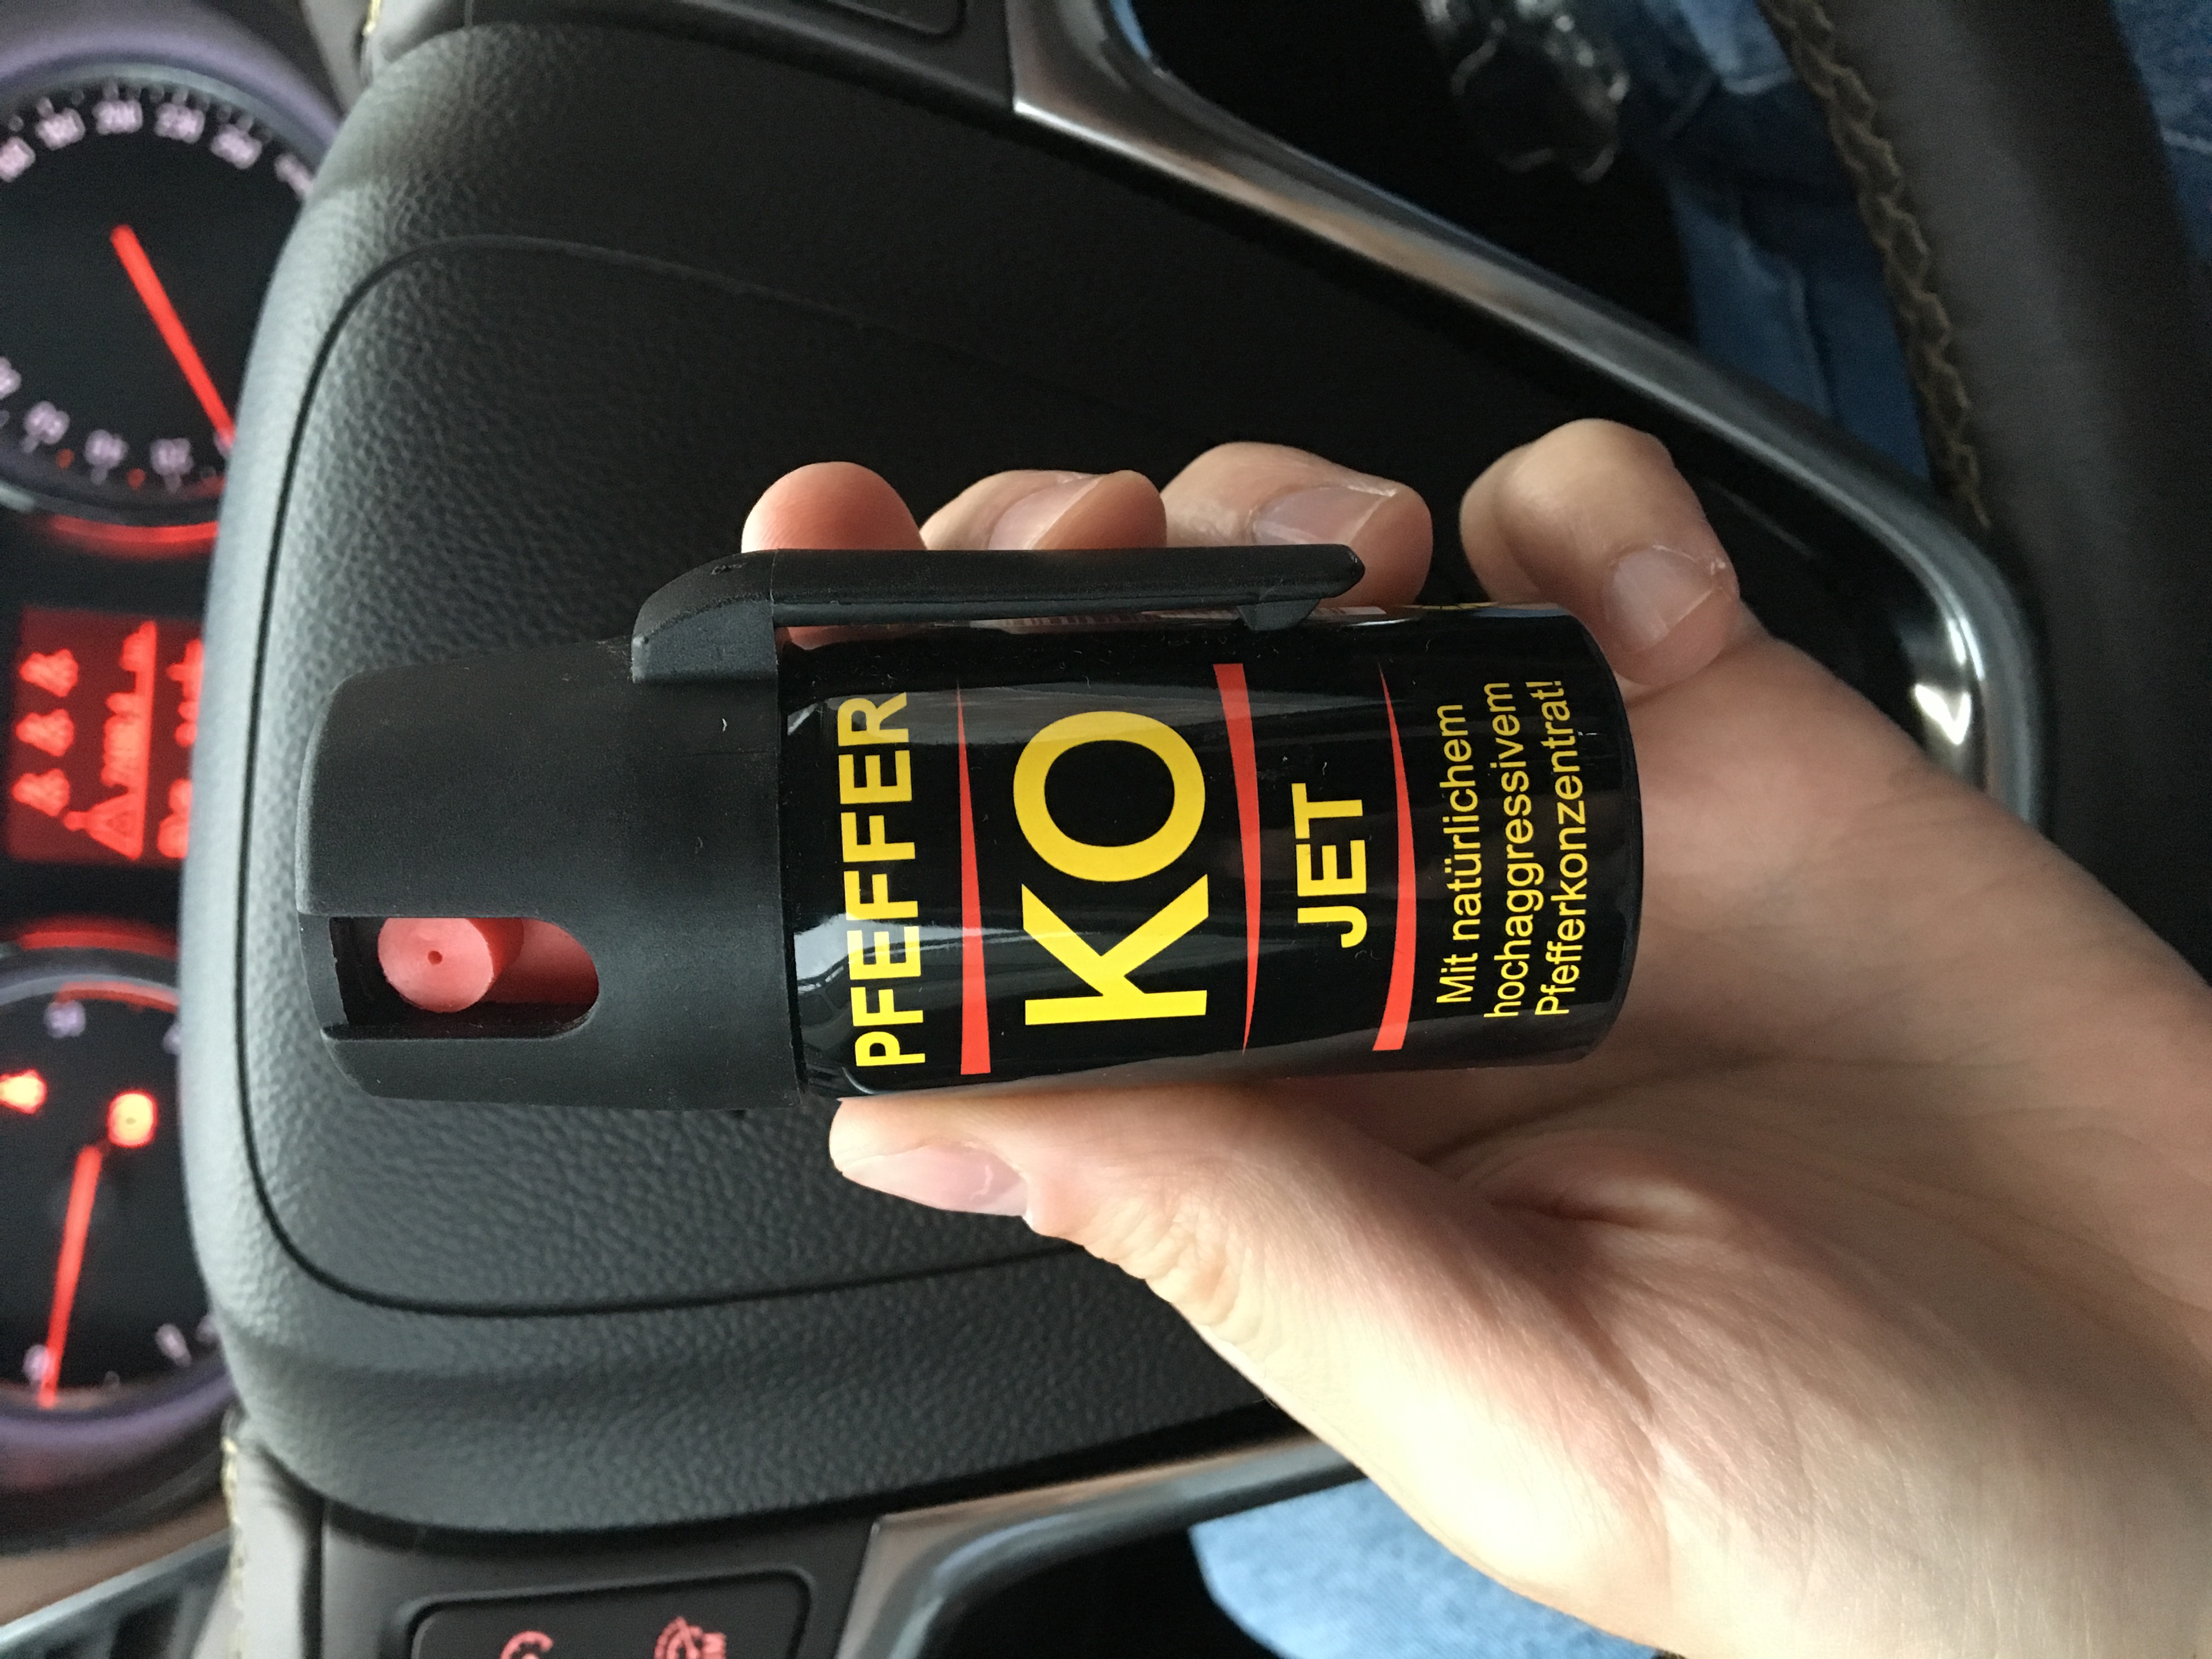 PFEFFER
KO
JET
Mit natürlichem
hochaggressivem
Pfefferkonzentrat!